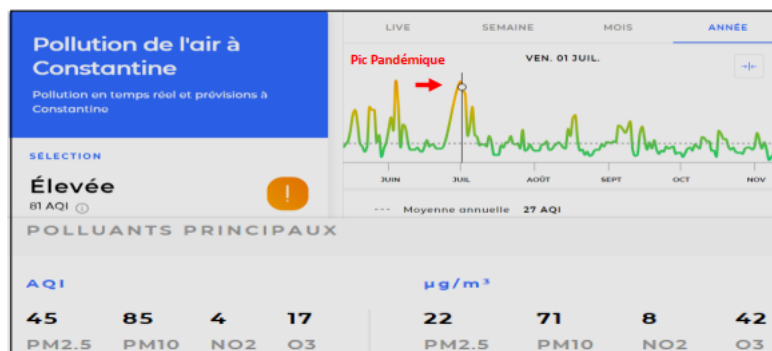 Pollution de l'air à
Constantine
Pollution en temps réel et prévisions à
Constantine
SÉLECTION
Élevée
81 AQI
LIVE SEMAINE MOIS ANNÉE
VEN. 01 JUIL.
Pic Pandémique
JUIN JUIL AOÛT SEPT OCT NOV
--- Moyenne annuelle 27 AQI
POLLUANTS PRINCIPAUX
AQI
45 85 4 17
PM2.5 PM10 NO2 O3
µg/m³
22 71 8 42
PM2.5 PM10 NO2 O3